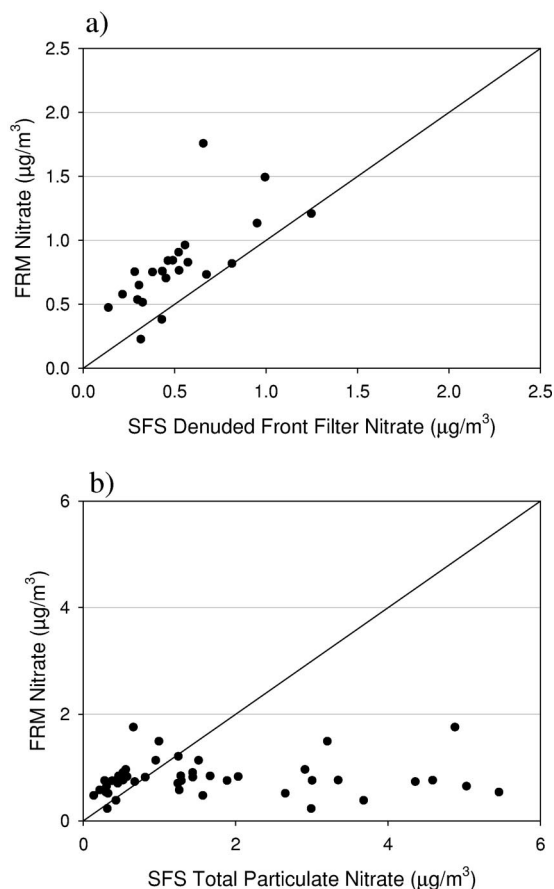 a)
2.5
2.0
1.5
1.0
0.5
0.0
FRM Nitrate (µg/m³)
0.0 0.5 1.0 1.5 2.0 2.5
SFS Denuded Front Filter Nitrate (µg/m³)
b)
6
4
2
0
FRM Nitrate (µg/m³)
0 2 4 6
SFS Total Particulate Nitrate (µg/m³)